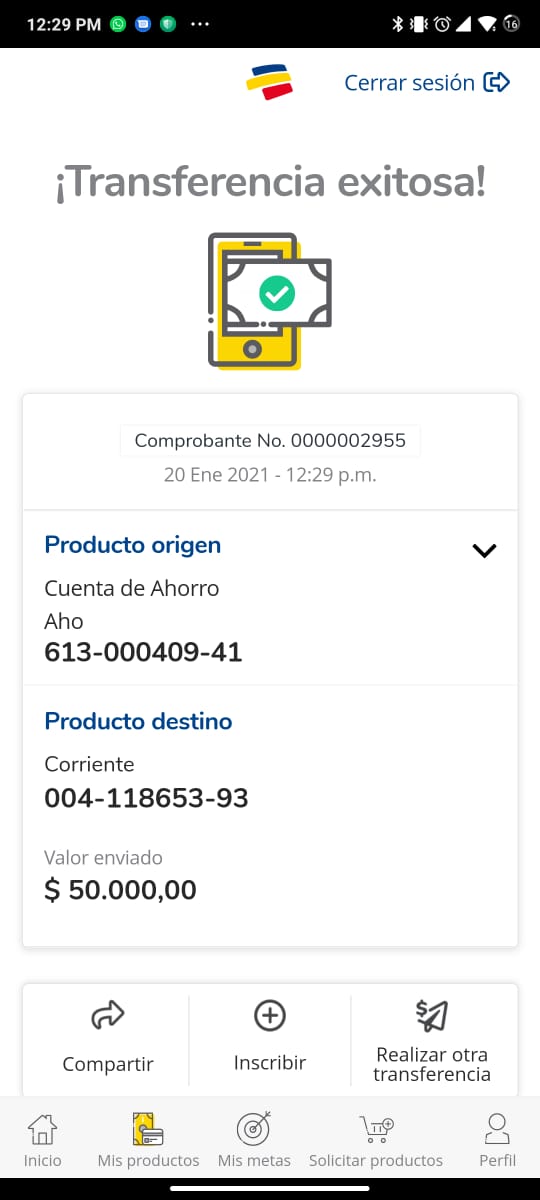 12:29 PM
16
Cerrar sesión
¡Transferencia exitosa!
Comprobante No. 0000002955
20 Ene 2021 - 12:29 p.m.
Producto origen
Cuenta de Ahorro
Aho
613-000409-41
Producto destino
Corriente
004-118653-93
Valor enviado
$ 50.000,00
Compartir
Inscribir
Realizar otra
transferencia
Inicio
Mis productos
Mis metas
Solicitar productos
Perfil